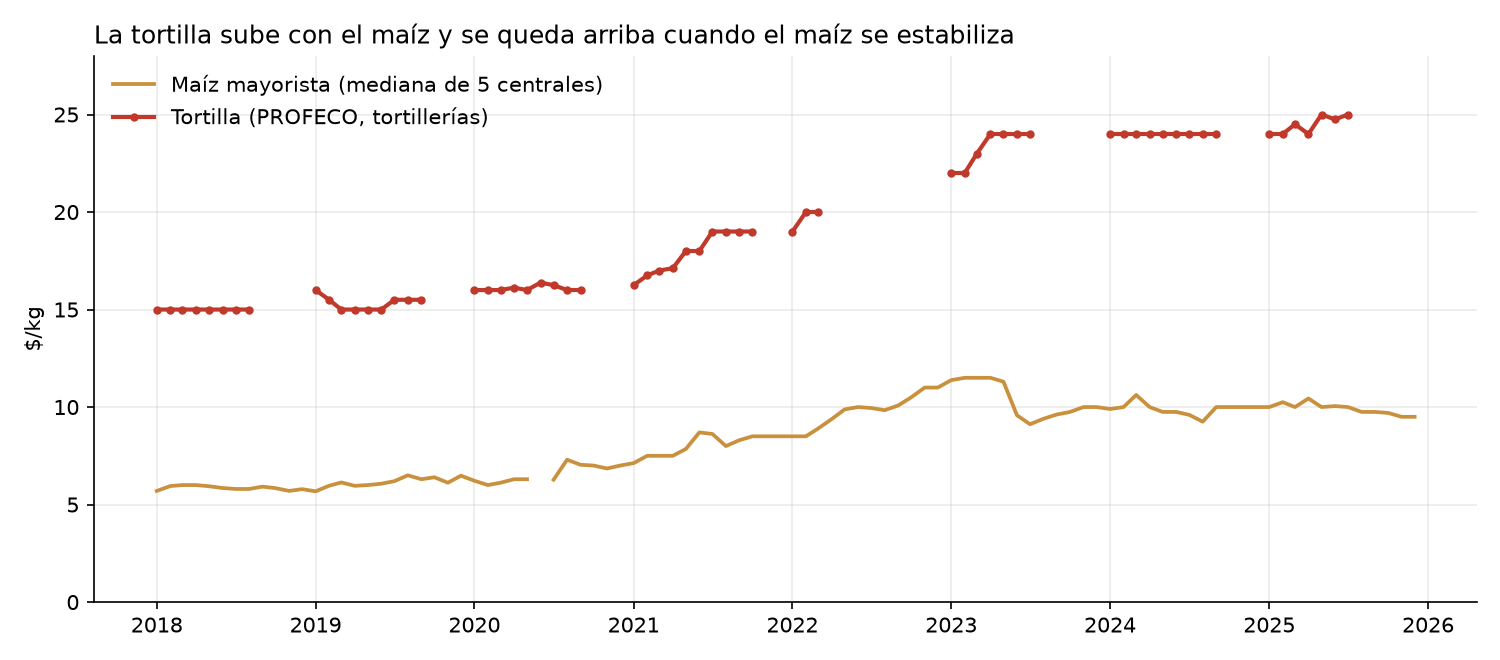 La tortilla sube con el maíz y se queda arriba cuando el maíz se estabiliza
Maíz mayorista (mediana de 5 centrales)
Tortilla (PROFECO, tortillerías)
$/kg
25
20
15
10
5
0
2018 2019 2020 2021 2022 2023 2024 2025 2026